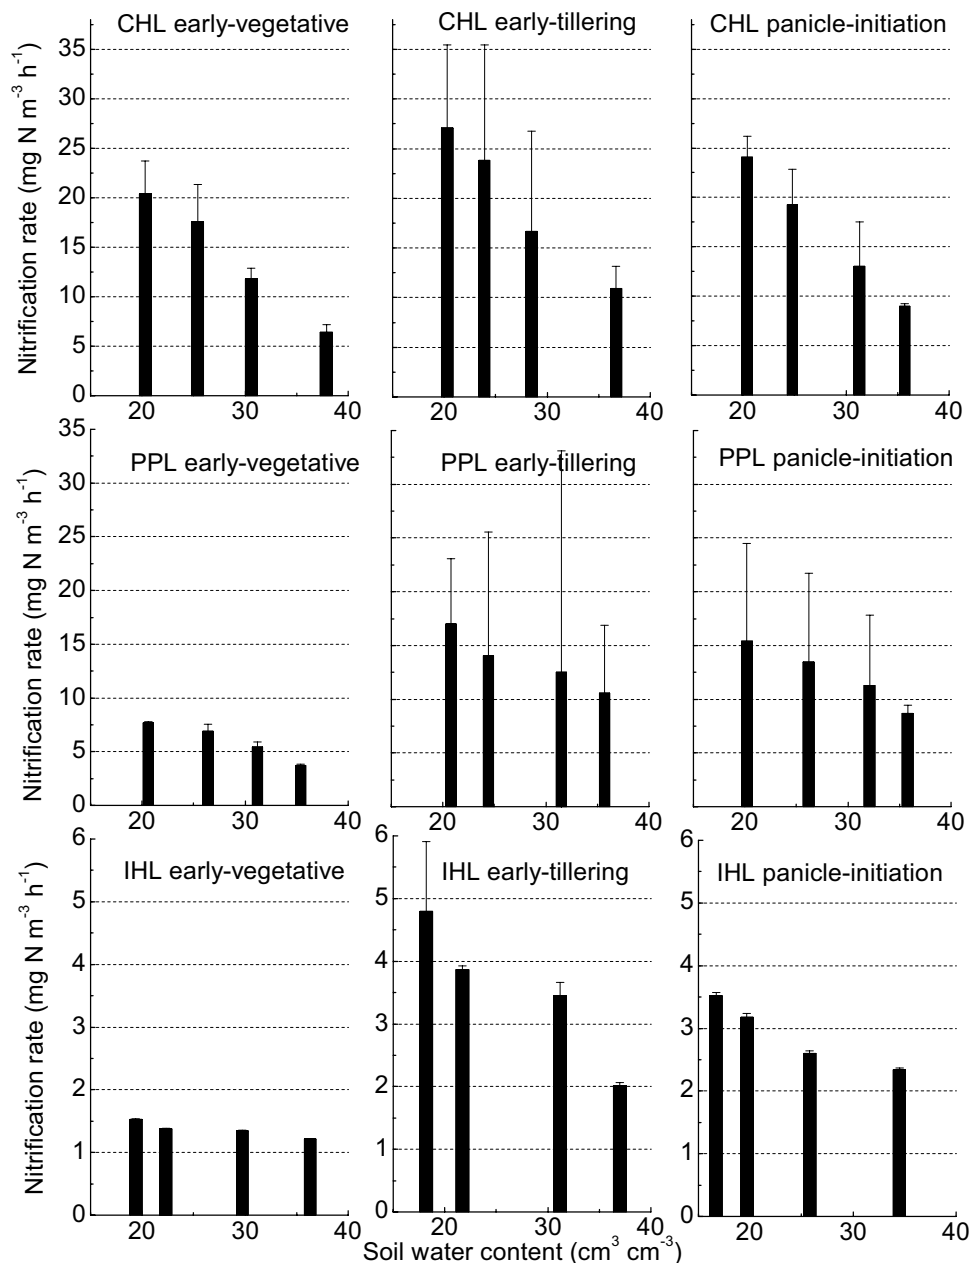 CHL early-vegetative
CHL early-tillering
CHL panicle-initiation
Nitrification rate (mg N m-3 h-1)
35
30
25
20
15
10
5
0
20 30 40
20 30 40
20 30 40
PPL early-vegetative
PPL early-tillering
PPL panicle-initiation
Nitrification rate (mg N m-3 h-1)
35
30
25
20
15
10
5
0
20 30 40
20 30 40
20 30 40
IHL early-vegetative
Nitrification rate (mg N m-3 h-1)
6
5
4
3
2
1
0
20 30 40
IHL early-tillering
6
5
4
3
2
1
0
20 30 40
IHL panicle-initiation
6
5
4
3
2
1
0
20 30 40
Soil water content (cm3 cm-3)